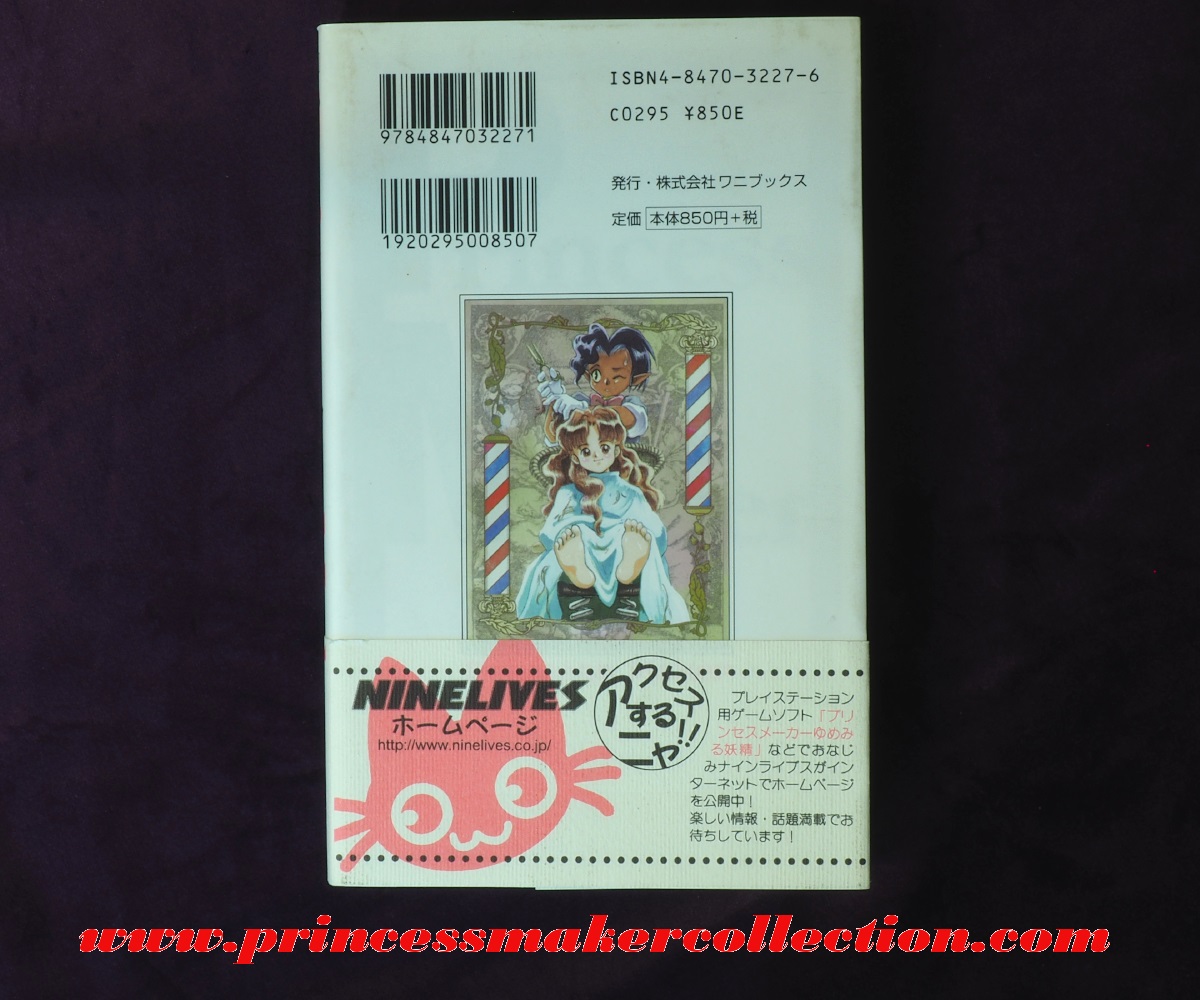 9784847032271
ISBN4-8470-3227-6
C0295 ¥850E
1920295008507
発行・株式会社ワニブックス
定価 本体850円+税
NINELIVES
ホームページ
http://www.ninelives.co.jp/
アクセス
するニャ!!
プレイステーション
用ゲームソフト「プリ
ンセスメーカーゆめみ
る妖精」などでおなじ
みナインライブスがイン
ターネットでホームページ
を公開中!
楽しい情報・話題満載でお
待ちしています!
www.princessmakercollection.com